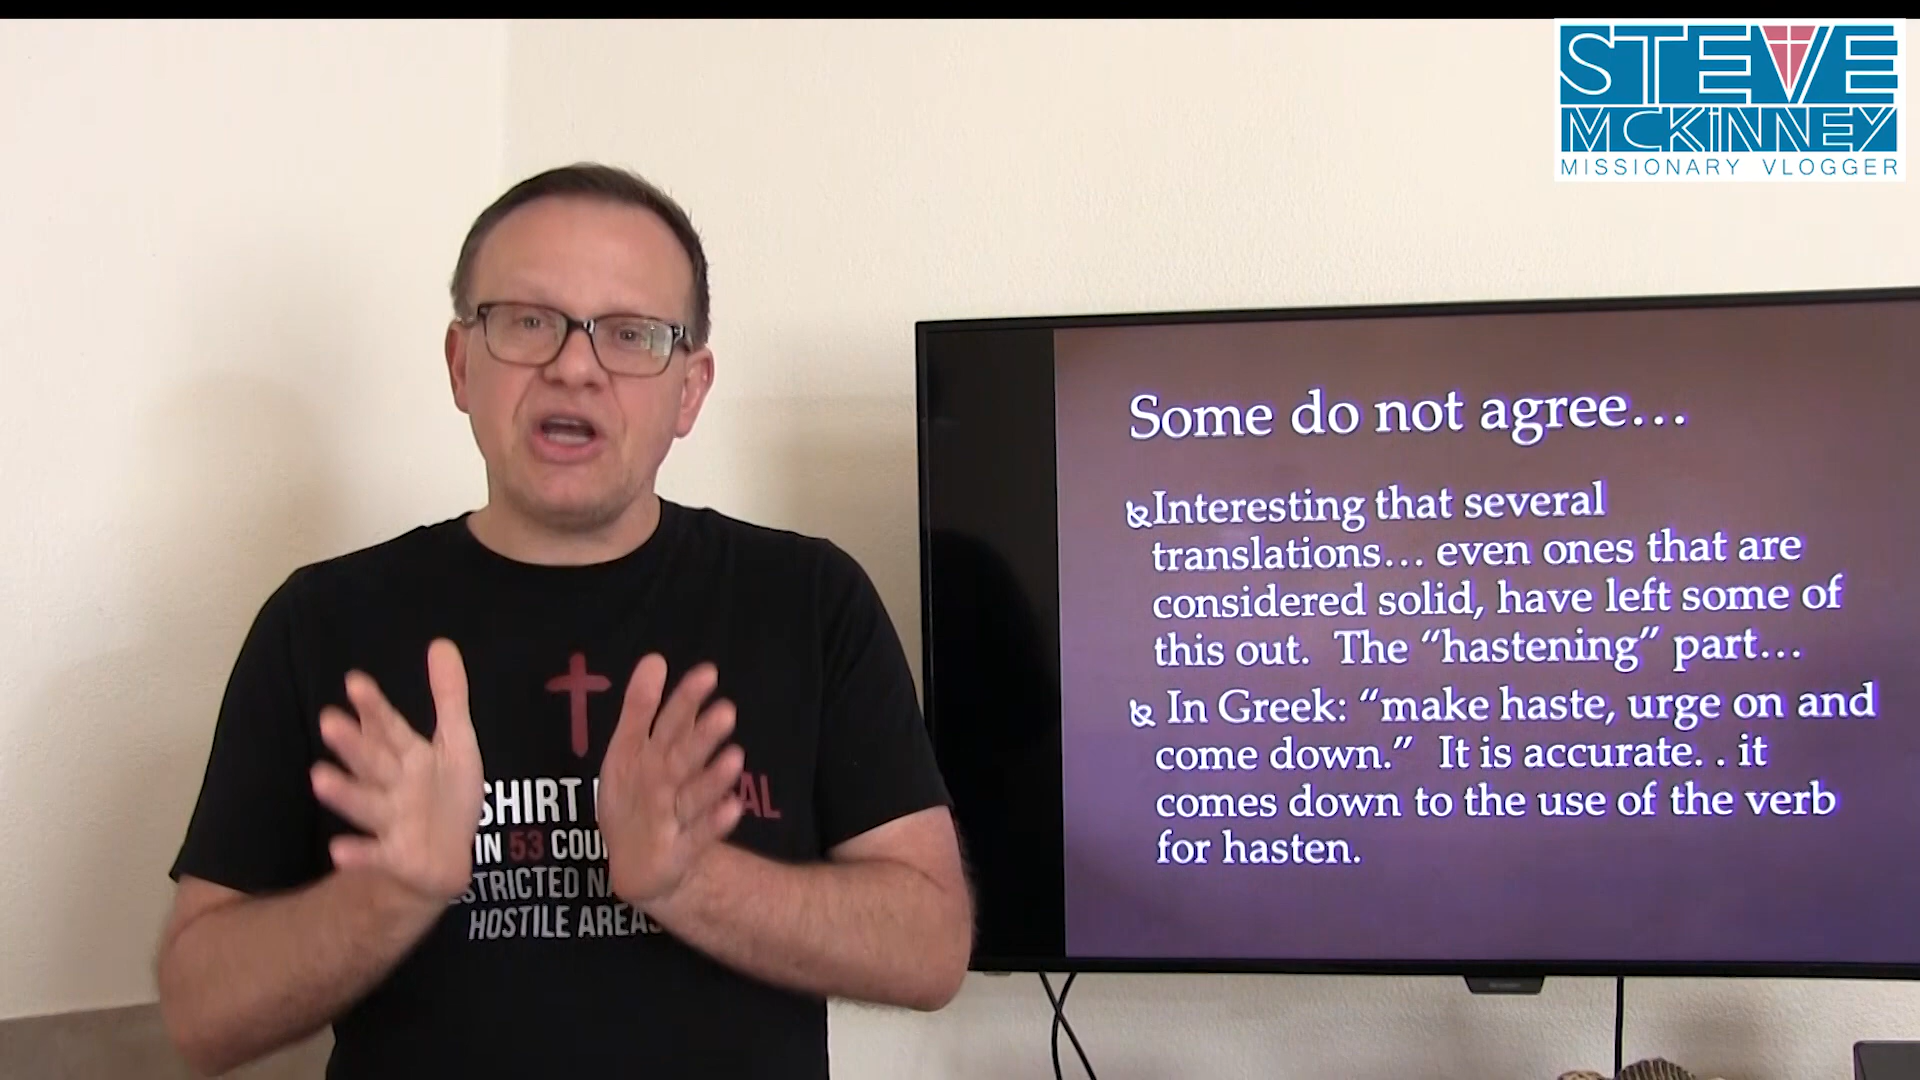 STEVE
MCKINNEY
MISSIONARY VLOGGER
Some do not agree...
Interesting that several
translations... even ones that are
considered solid, have left some of
this out. The “hastening” part...
In Greek: “make haste, urge on and
come down.” It is accurate. . it
comes down to the use of the verb
for hasten.
SHIRT
IN 53
HOSTILE AREAS